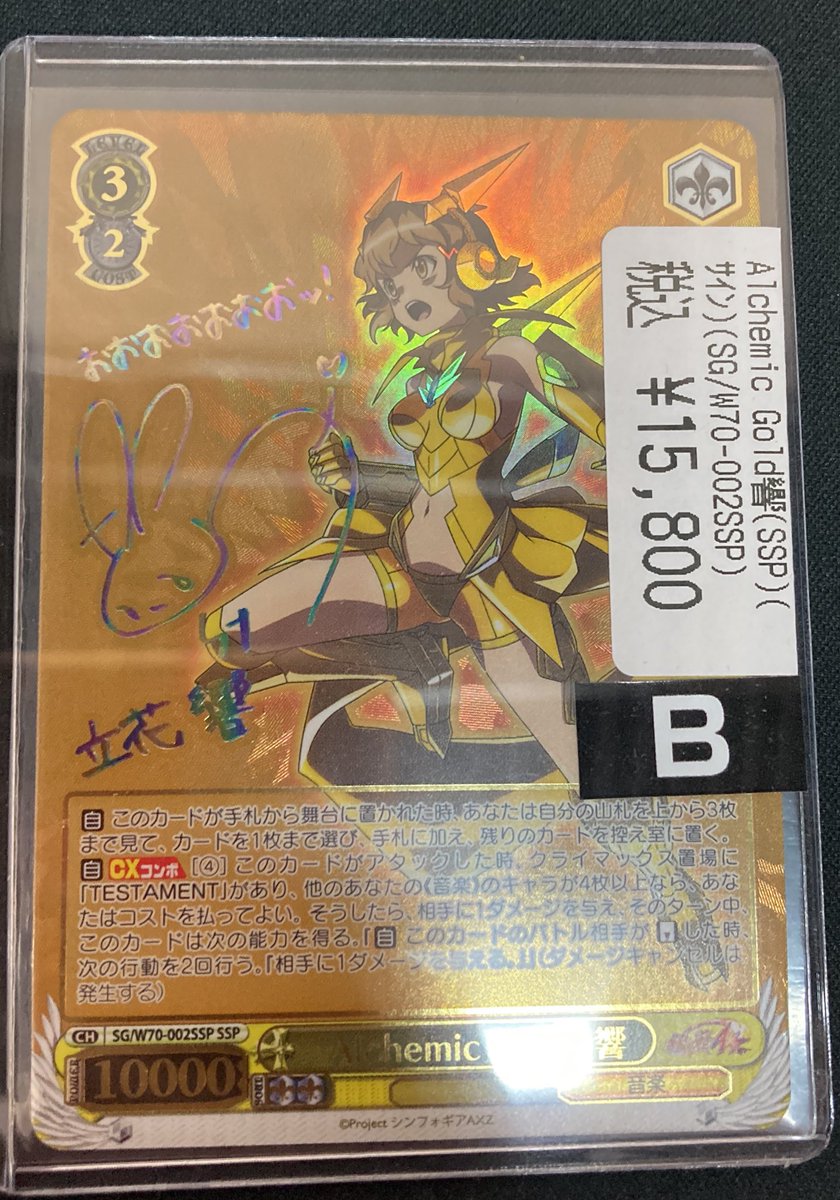 LEVEL
3
2
COST
おおおおおおおッ!
立花 響
Alchemic Gold響(SSP)(
サイン)(SG/W70-002SSP)
税込 ¥15,800
B
自 このカードが手札から舞台に置かれた時、あなたは自分の山札を上から3枚
まで見て、カードを1枚まで選び、手札に加え、残りのカードを控え室に置く。
自 CXコンボ [④] このカードがアタックした時、クライマックス置場に
「TESTAMENT」があり、他のあなたの《音楽》のキャラが4枚以上なら、あな
たはコストを払ってよい。そうしたら、相手に1ダメージを与え、そのターン中、
このカードは次の能力を得る。『自 このカードのバトル相手が した時、
次の行動を2回行う。『相手に1ダメージを与える。』』(ダメージキャンセルは
発生する)
CH SG/W70-002SSP SSP
Alchemic 響
POWER 10000 SOUL
音楽
©Project シンフォギアAXZ